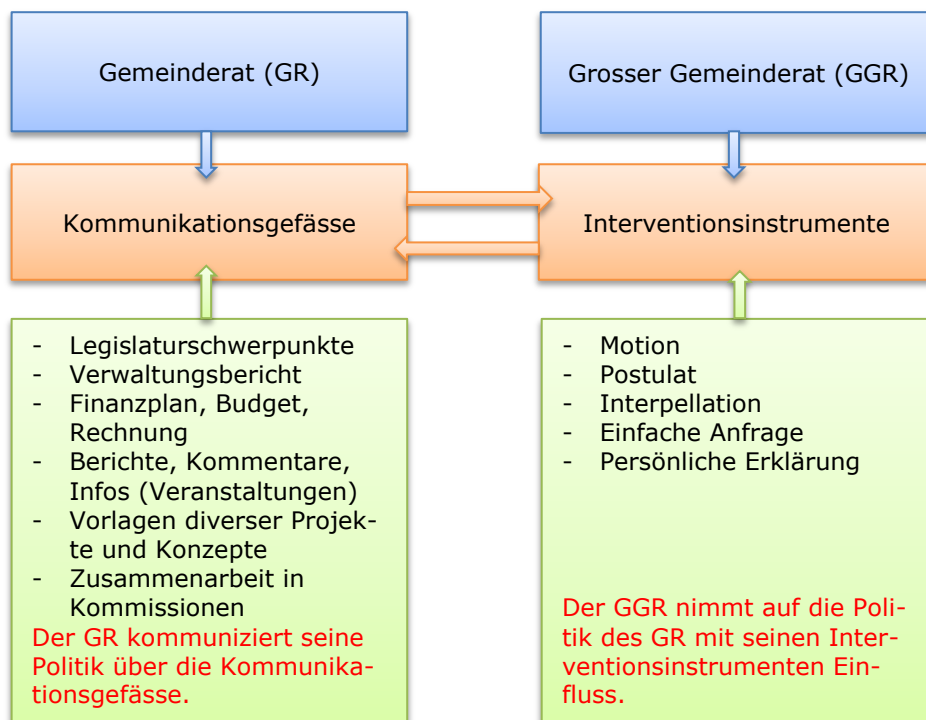 Gemeinderat (GR)
Grosser Gemeinderat (GGR)
Kommunikationsgefässe
Interventionsinstrumente
- Legislaturschwerpunkte
- Verwaltungsbericht
- Finanzplan, Budget,
Rechnung
- Berichte, Kommentare,
Infos (Veranstaltungen)
- Vorlagen diverser Projek-
te und Konzepte
- Zusammenarbeit in
Kommissionen
Der GR kommuniziert seine
Politik über die Kommunika-
tionsgefässe.
- Motion
- Postulat
- Interpellation
- Einfache Anfrage
- Persönliche Erklärung
Der GGR nimmt auf die Poli-
tik des GR mit seinen Inter-
ventionsinstrumenten Ein-
fluss.